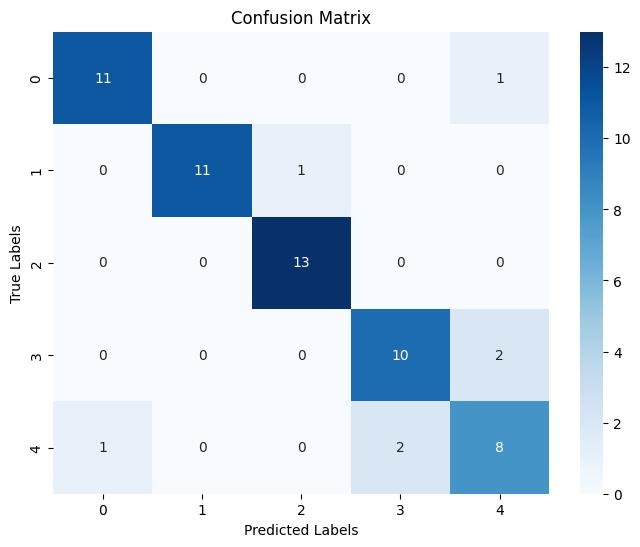 Confusion Matrix
True Labels
0 11 0 0 0 1
1 0 11 1 0 0
2 0 0 13 0 0
3 0 0 0 10 2
4 1 0 0 2 8
0 1 2 3 4
Predicted Labels
12
10
8
6
4
2
0